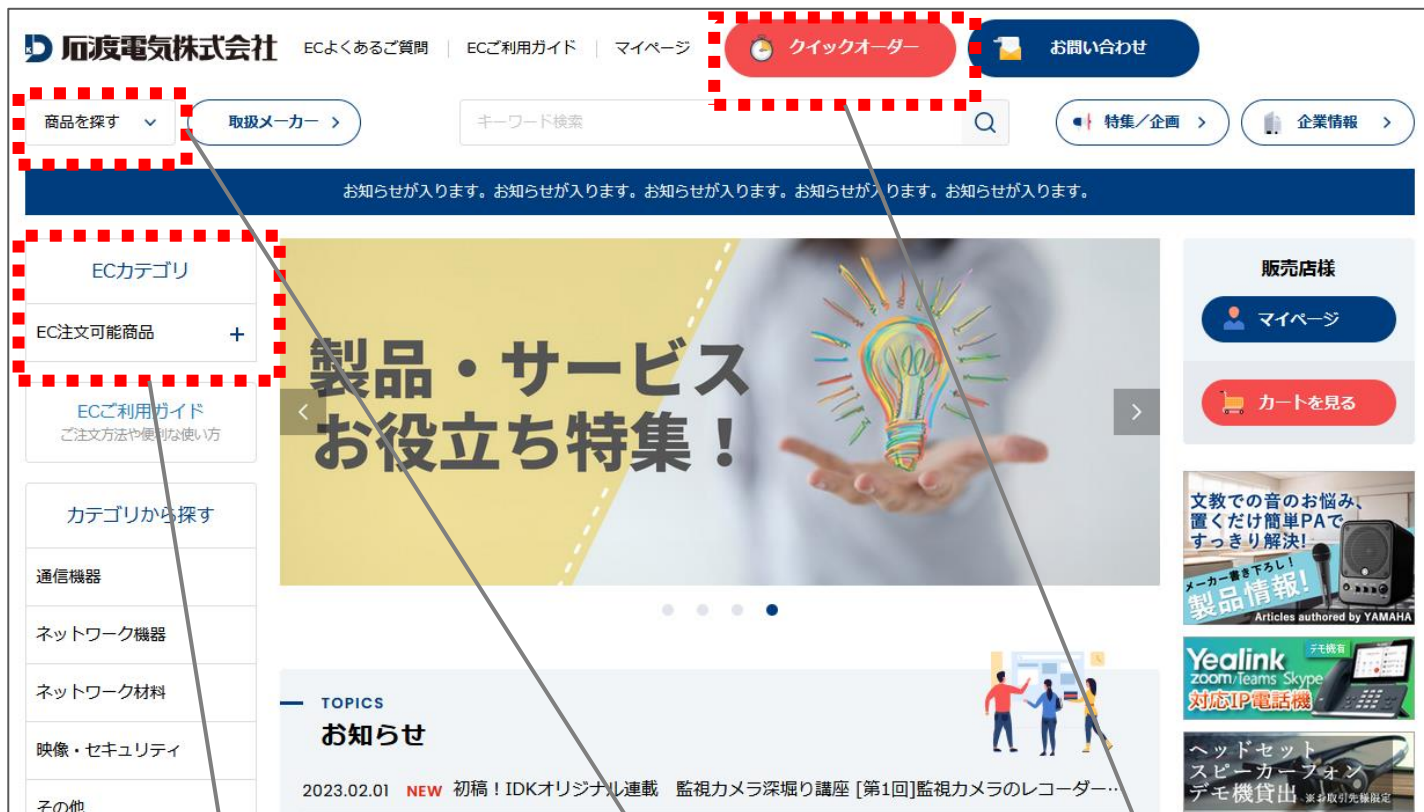 石渡電気株式会社
ECよくあるご質問
ECご利用ガイド
マイページ
クイックオーダー
お問い合わせ
商品を探す
取扱メーカー
キーワード検索
特集／企画
企業情報
お知らせが入ります。お知らせが入ります。お知らせが入ります。お知らせが入ります。お知らせが入ります。
ECカテゴリ
EC注文可能商品
ECご利用ガイド
ご注文方法や便利な使い方
カテゴリから探す
通信機器
ネットワーク機器
ネットワーク材料
映像・セキュリティ
その他
製品・サービス
お役立ち特集！
TOPICS
お知らせ
2023.02.01 NEW 初稿！IDKオリジナル連載 監視カメラ深堀り講座 [第1回]監視カメラのレコーダー…
販売店様
マイページ
カートを見る
文教での音のお悩み、
置くだけ簡単PAで
すっきり解決!
メーカー書き下ろし!
製品情報!
Articles authored by YAMAHA
Yealink
デモ機有
zoom/Teams Skype
対応IP電話機
ヘッドセット
スピーカーフォン
デモ機貸出 ※お取引先様限定